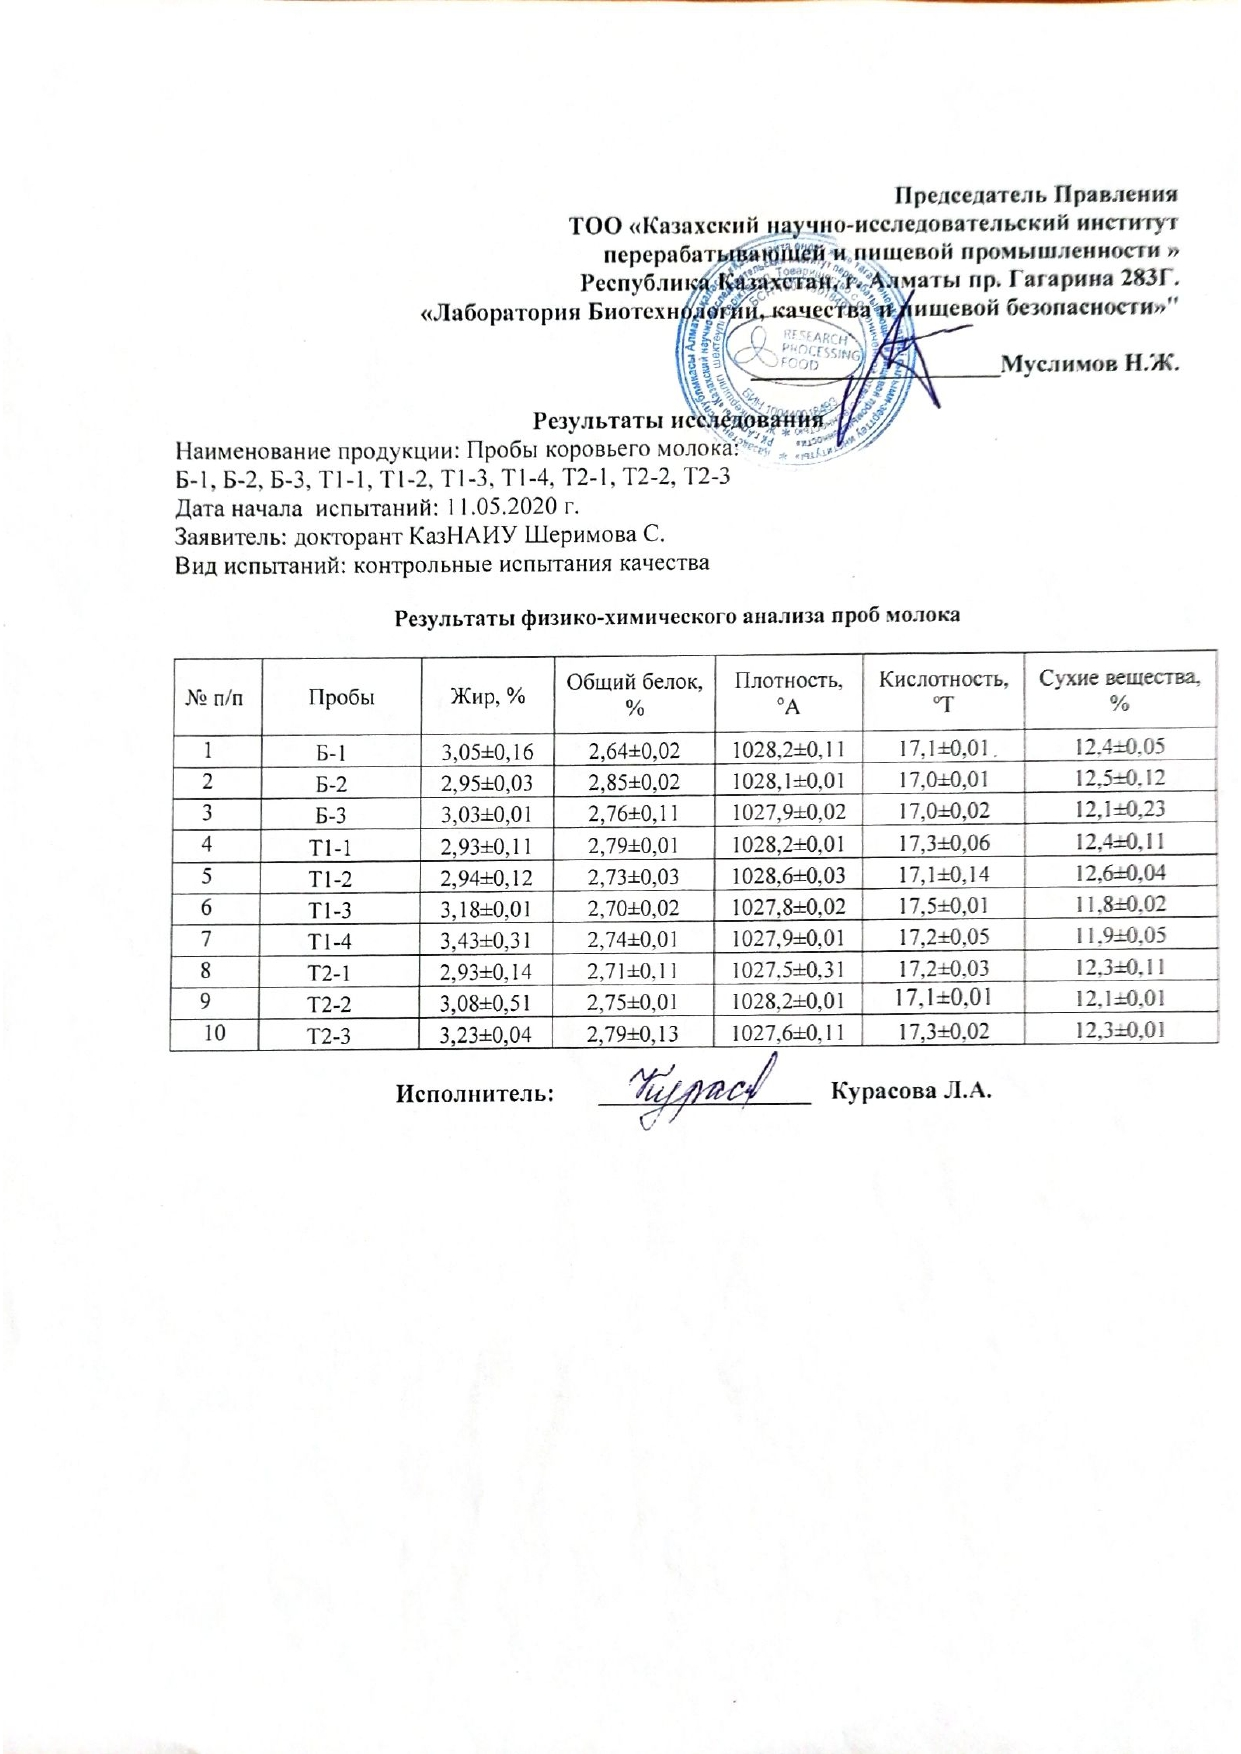 Председатель Правления
ТОО «Казахский научно-исследовательский институт
перерабатывающей и пищевой промышленности »
Республика Казахстан, г. Алматы пр. Гагарина 283Г.
«Лаборатория Биотехнологии, качества и пищевой безопасности»"
RESEARCH
PROCESSING
FOOD
Муслимов Н.Ж.
Результаты исследования
Наименование продукции: Пробы коровьего молока:
Б-1, Б-2, Б-3, Т1-1, Т1-2, Т1-3, Т1-4, Т2-1, Т2-2, Т2-3
Дата начала испытаний: 11.05.2020 г.
Заявитель: докторант КазНАИУ Шеримова С.
Вид испытаний: контрольные испытания качества
Результаты физико-химического анализа проб молока
№ п/п Пробы Жир, % Общий белок, % Плотность, °А Кислотность, °Т Сухие вещества, %
1 Б-1 3,05±0,16 2,64±0,02 1028,2±0,11 17,1±0,01 12,4±0,05
2 Б-2 2,95±0,03 2,85±0,02 1028,1±0,01 17,0±0,01 12,5±0,12
3 Б-3 3,03±0,01 2,76±0,11 1027,9±0,02 17,0±0,02 12,1±0,23
4 Т1-1 2,93±0,11 2,79±0,01 1028,2±0,01 17,3±0,06 12,4±0,11
5 Т1-2 2,94±0,12 2,73±0,03 1028,6±0,03 17,1±0,14 12,6±0,04
6 Т1-3 3,18±0,01 2,70±0,02 1027,8±0,02 17,5±0,01 11,8±0,02
7 Т1-4 3,43±0,31 2,74±0,01 1027,9±0,01 17,2±0,05 11,9±0,05
8 Т2-1 2,93±0,14 2,71±0,11 1027,5±0,31 17,2±0,03 12,3±0,11
9 Т2-2 3,08±0,51 2,75±0,01 1028,2±0,01 17,1±0,01 12,1±0,01
10 Т2-3 3,23±0,04 2,79±0,13 1027,6±0,11 17,3±0,02 12,3±0,01
Исполнитель: Курасова Л.А.